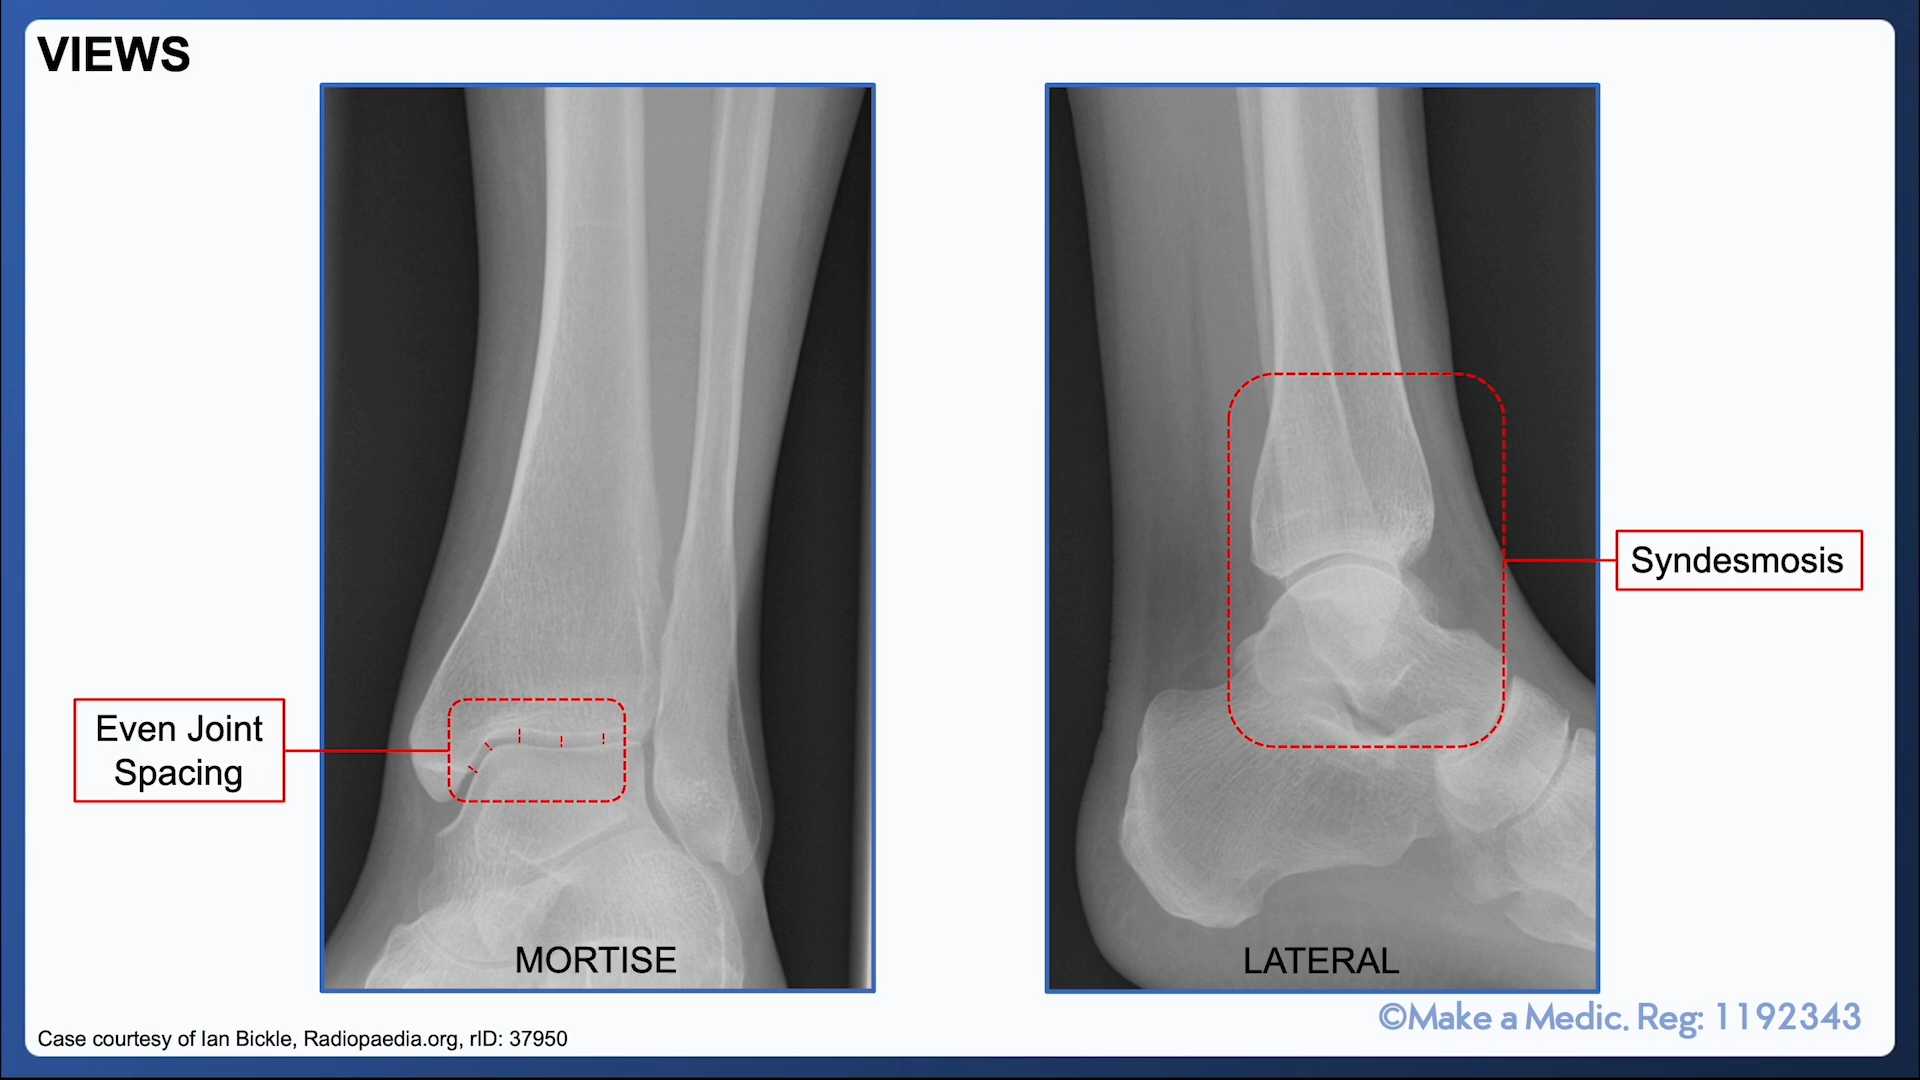 VIEWS
Even Joint
Spacing
Syndesmosis
MORTISE
LATERAL
©Make a Medic. Reg: 1192343
Case courtesy of Ian Bickle, Radiopaedia.org, rID: 37950